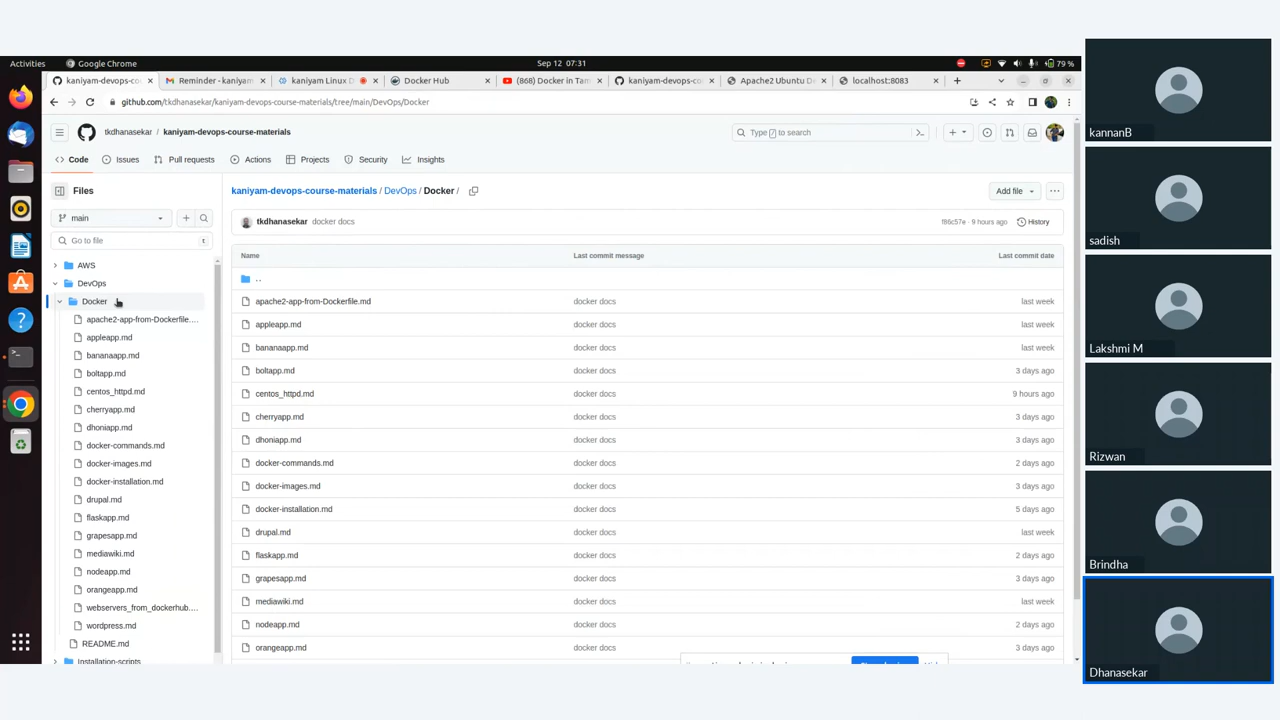 Activities
Google Chrome
Sep 12 07:31
79 %
kaniyam-devops-co
Reminder - kaniyam
kaniyam Linux D
Docker Hub
(868) Docker in Tam
kaniyam-devops-co
Apache2 Ubuntu De
localhost:8083
github.com/tkdhanasekar/kaniyam-devops-course-materials/tree/main/DevOps/Docker
tkdhanasekar / kaniyam-devops-course-materials
Type / to search
Code
Issues
Pull requests
Actions
Projects
Security
Insights
Files
main
Go to file
t
AWS
DevOps
Docker
apache2-app-from-Dockerfile....
appleapp.md
bananaapp.md
boltapp.md
centos_httpd.md
cherryapp.md
dhoniapp.md
docker-commands.md
docker-images.md
docker-installation.md
drupal.md
flaskapp.md
grapesapp.md
mediawiki.md
nodeapp.md
orangeapp.md
webservers_from_dockerhub....
wordpress.md
README.md
Installation-scripts
kaniyam-devops-course-materials / DevOps / Docker /
Add file
tkdhanasekar docker docs
f86c57e · 9 hours ago
History
Name Last commit message Last commit date
..
apache2-app-from-Dockerfile.md docker docs last week
appleapp.md docker docs last week
bananaapp.md docker docs last week
boltapp.md docker docs 3 days ago
centos_httpd.md docker docs 9 hours ago
cherryapp.md docker docs 3 days ago
dhoniapp.md docker docs 3 days ago
docker-commands.md docker docs 2 days ago
docker-images.md docker docs 3 days ago
docker-installation.md docker docs 5 days ago
drupal.md docker docs last week
flaskapp.md docker docs 2 days ago
grapesapp.md docker docs 3 days ago
mediawiki.md docker docs last week
nodeapp.md docker docs 2 days ago
orangeapp.md docker docs 3 days ago
kannanB
sadish
Lakshmi M
Rizwan
Brindha
Dhanasekar